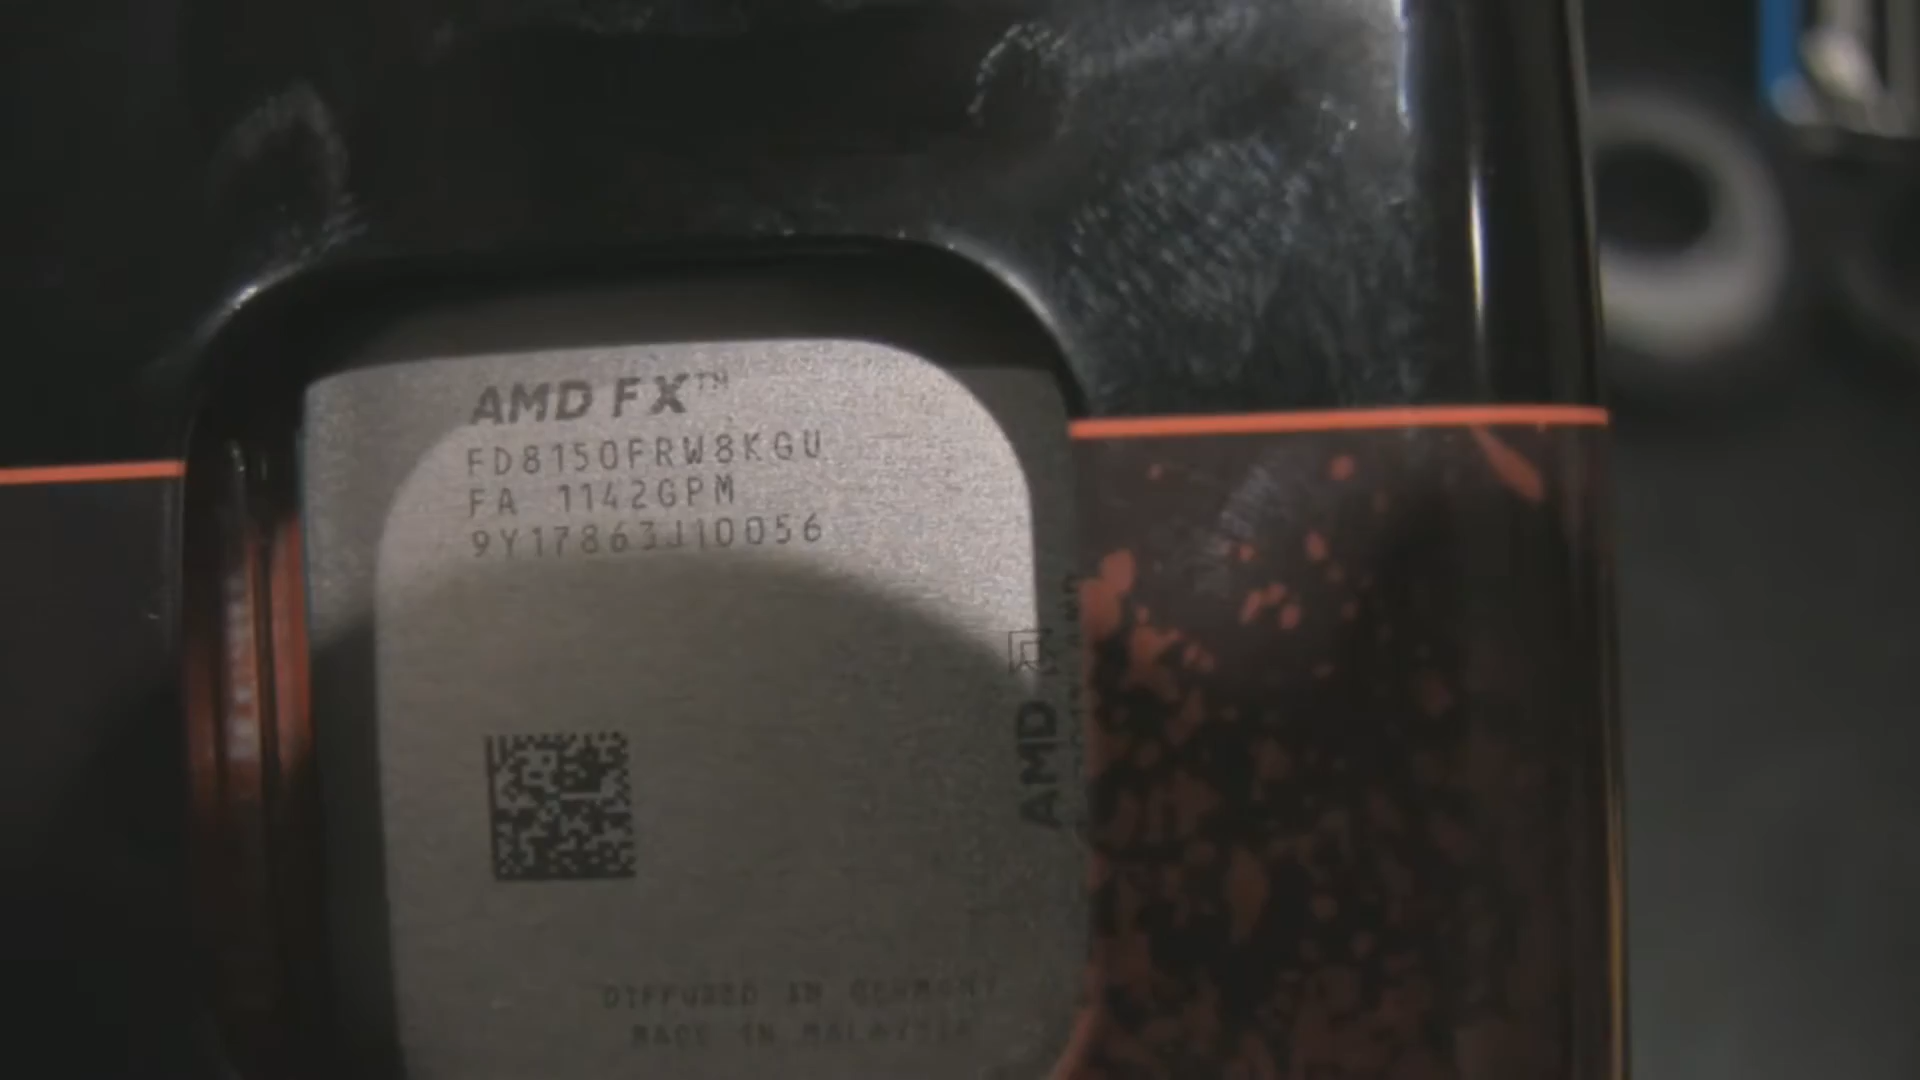 AMD FX™
FD8150FRW8KGU
FA 1142GPM
9Y17863J10056
AMD
DIFFUSED IN GERMANY
MADE IN MALAYSIA